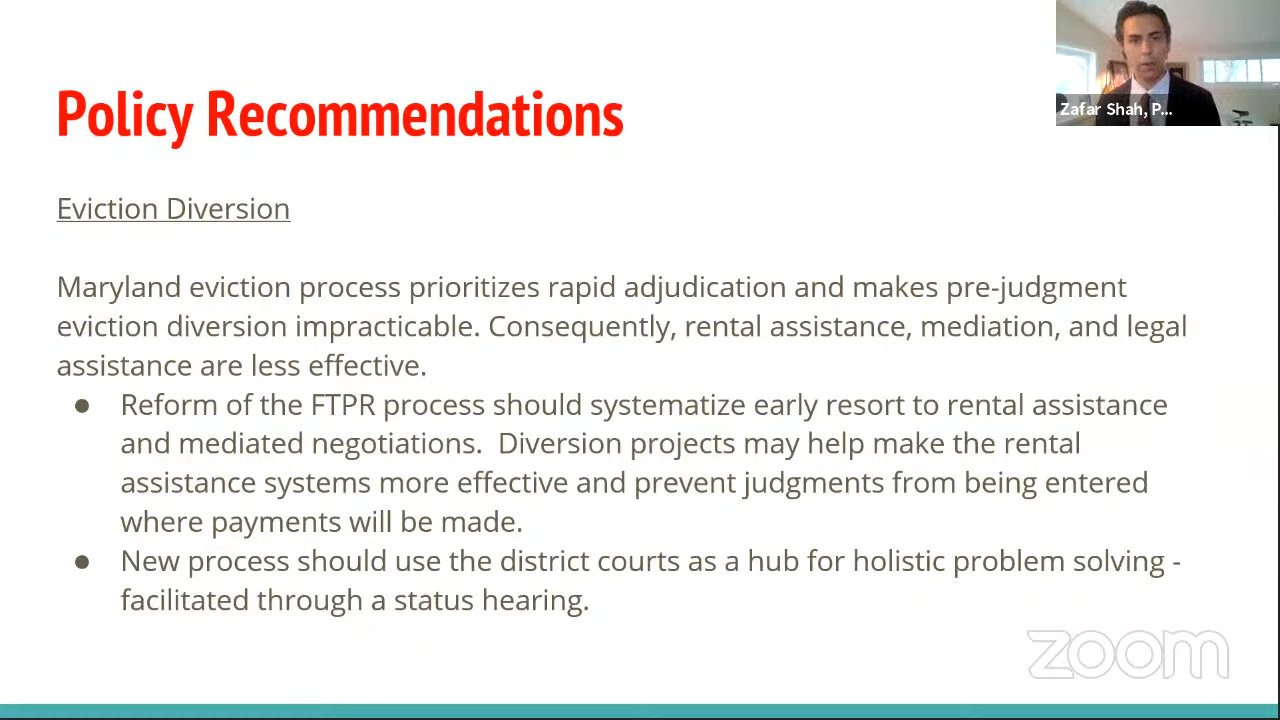 Policy Recommendations
Zafar Shah, P...
Eviction Diversion
Maryland eviction process prioritizes rapid adjudication and makes pre-judgment
eviction diversion impracticable. Consequently, rental assistance, mediation, and legal
assistance are less effective.
● Reform of the FTPR process should systematize early resort to rental assistance
and mediated negotiations.  Diversion projects may help make the rental
assistance systems more effective and prevent judgments from being entered
where payments will be made.
● New process should use the district courts as a hub for holistic problem solving -
facilitated through a status hearing.
zoom